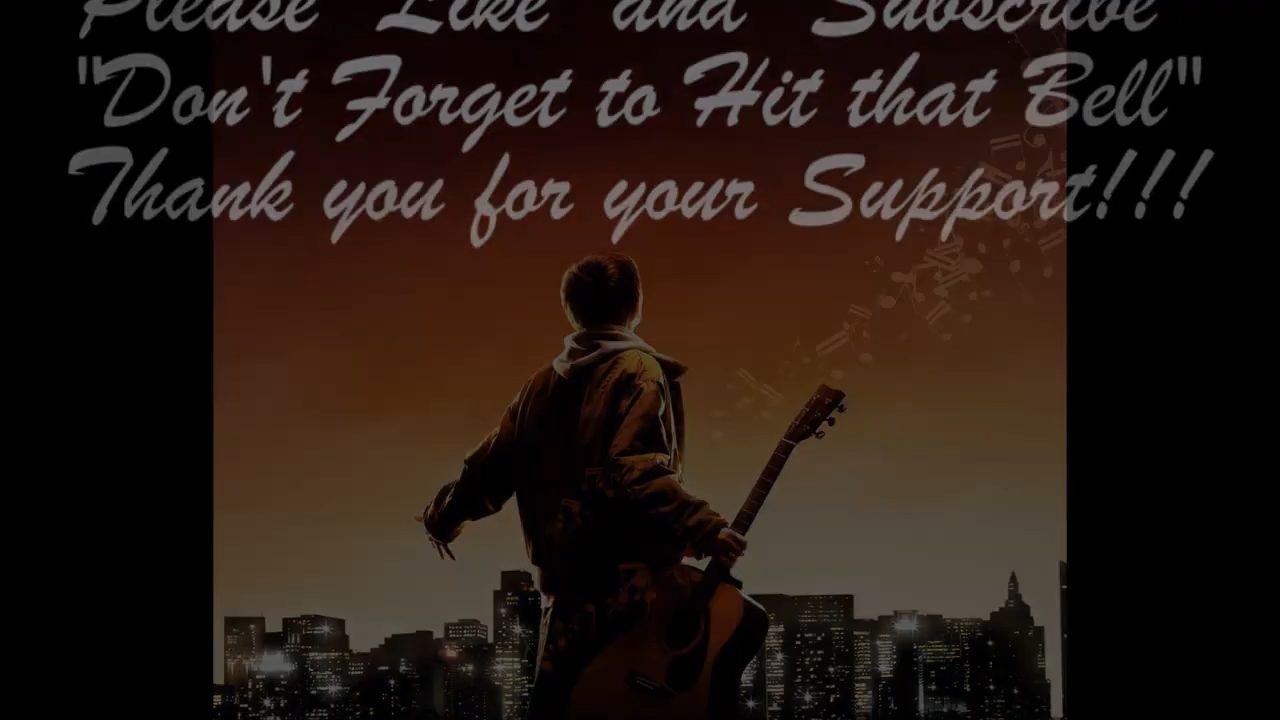 Please "Like" and "Subscribe"
"Don't Forget to Hit that Bell"
Thank you for your Support!!!